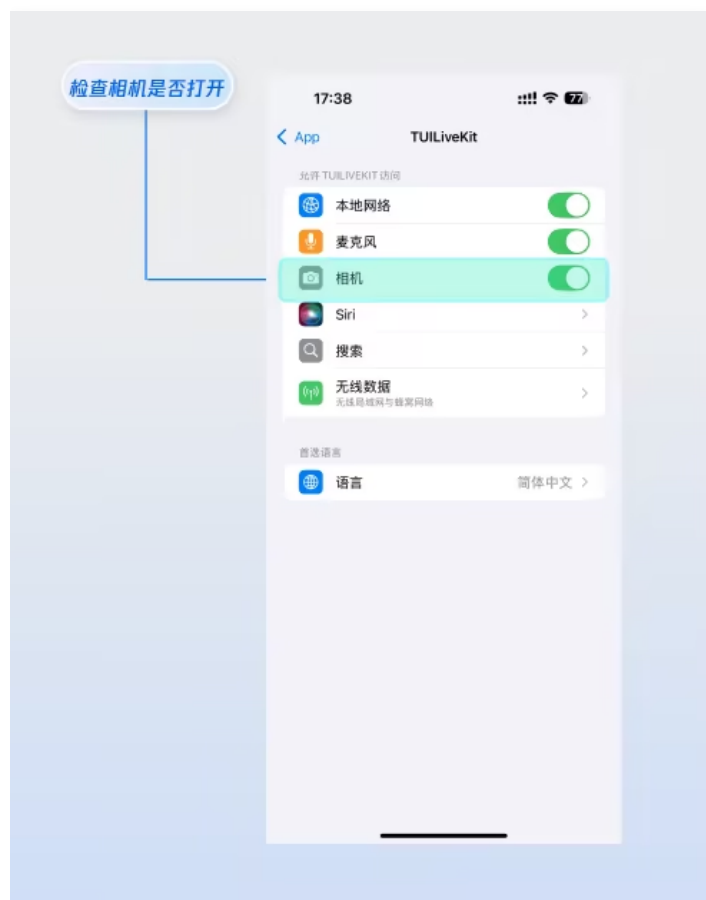 检查相机是否打开
17:38
77
App
TUILiveKit
允许 TUILIVEKIT 访问
本地网络
麦克风
相机
Siri
搜索
无线数据
无线局域网与蜂窝网络
首选语言
语言
简体中文